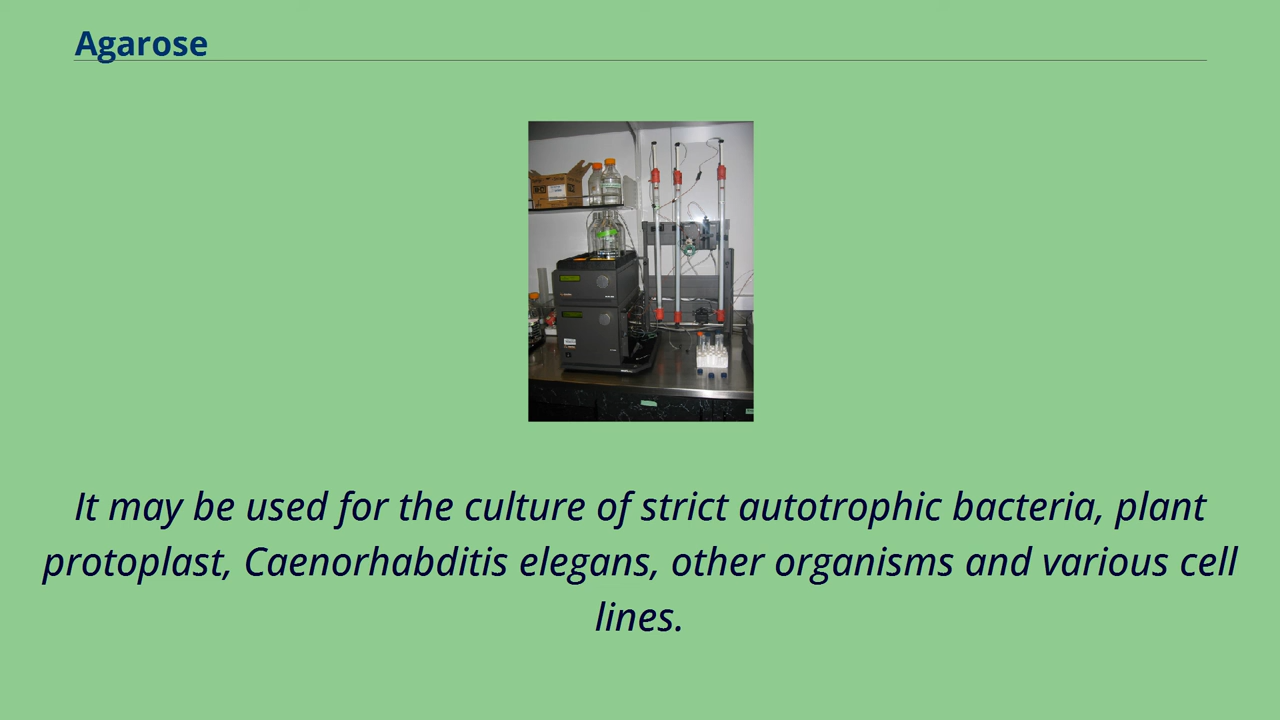 Agarose
It may be used for the culture of strict autotrophic bacteria, plant
protoplast, Caenorhabditis elegans, other organisms and various cell
lines.